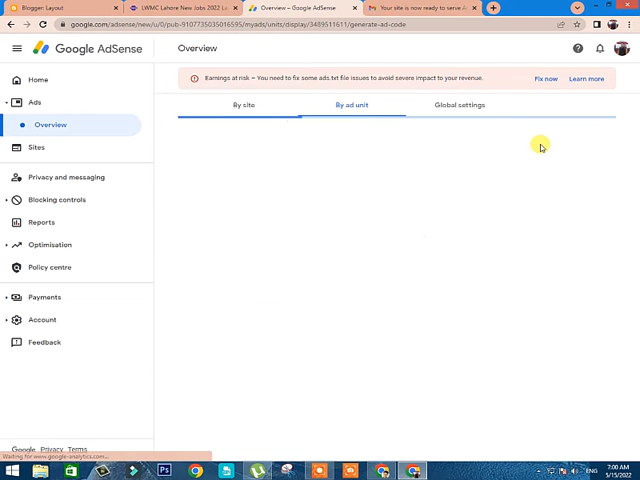 Blogger: Layout
LWMC Lahore New Jobs 2022 L
Overview – Google AdSense
Your site is now ready to serve A
google.com/adsense/new/u/0/pub-9107735035016595/myads/units/display/3489511611/generate-ad-code
Google AdSense
Overview
Earnings at risk – You need to fix some ads.txt file issues to avoid severe impact to your revenue.
Fix now
Learn more
By site
By ad unit
Global settings
Home
Ads
Overview
Sites
Privacy and messaging
Blocking controls
Reports
Optimisation
Policy centre
Payments
Account
Feedback
Google Privacy Terms
Waiting for www.google-analytics.com...
Ps
ENG
7:00 AM
5/15/2022